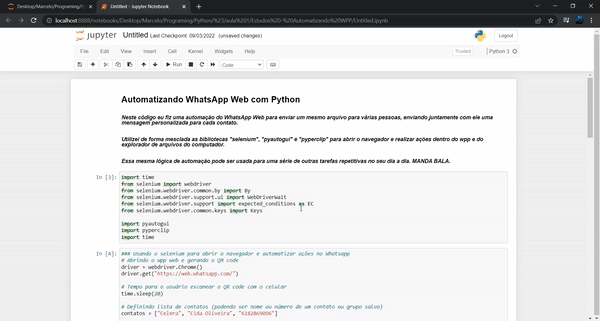 Desktop/Marcelo/Programing/P
Untitled - Jupyter Notebook
localhost:8888/notebooks/Desktop/Marcelo/Programing/Python/%23/aula01/Estudos%20-%20Automatizando%20WPP/Untitled.ipynb
jupyter Untitled Last Checkpoint: 09/03/2022 (unsaved changes)
Logout
File Edit View Insert Cell Kernel Widgets Help
Trusted
Python 3
Run
Code
Automatizando WhatsApp Web com Python
Neste código eu fiz uma automação do WhatsApp Web para enviar um mesmo arquivo para várias pessoas, enviando juntamente com ele uma
mensagem personalizada para cada contato.
Utilizei de forma mesclada as bibliotecas "selenium", "pyautogui" e "pyperclip" para abrir o navegador e realizar ações dentro do wpp e do
explorador de arquivos do computador.
Essa mesma lógica de automação pode ser usada para uma série de outras tarefas repetitivas no seu dia a dia. MANDA BALA.
In [3]:
import time
from selenium import webdriver
from selenium.webdriver.common.by import By
from selenium.webdriver.support.ui import WebDriverWait
from selenium.webdriver.support import expected_conditions as EC
from selenium.webdriver.common.keys import Keys
import pyautogui
import pyperclip
import time
In [4]:
### Usando o selenium para abrir o navegador e automatizar ações no Whatsapp
# Abrindo o wpp web e gerando o QR code
driver = webdriver.Chrome()
driver.get("https://web.whatsapp.com/")
# Tempo para o usuário escanear o QR code com o celular
time.sleep(20)
# Definindo lista de contatos (podendo ser nome ou número de um contato ou grupo salvo)
contatos = ["Celera", "Cida Oliveira", "6182869096"]